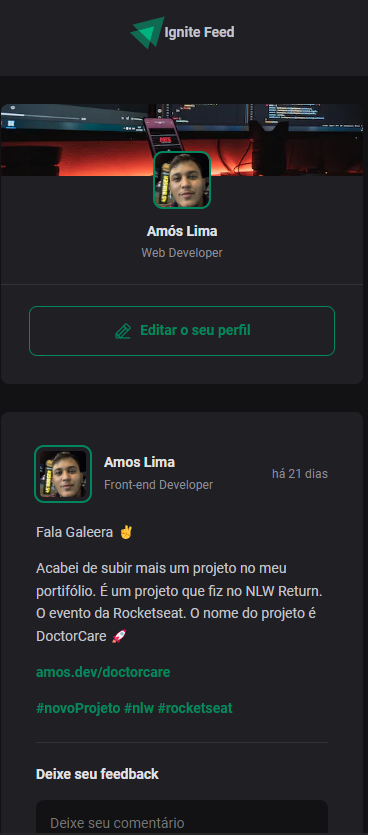 Ignite Feed
Amós Lima
Web Developer
Editar o seu perfil
Amos Lima
Front-end Developer
há 21 dias
Fala Galeera ✌️
Acabei de subir mais um projeto no meu
portifólio. É um projeto que fiz no NLW Return.
O evento da Rocketseat. O nome do projeto é
DoctorCare 🚀
amos.dev/doctorcare
#novoProjeto #nlw #rocketseat
Deixe seu feedback
Deixe seu comentário